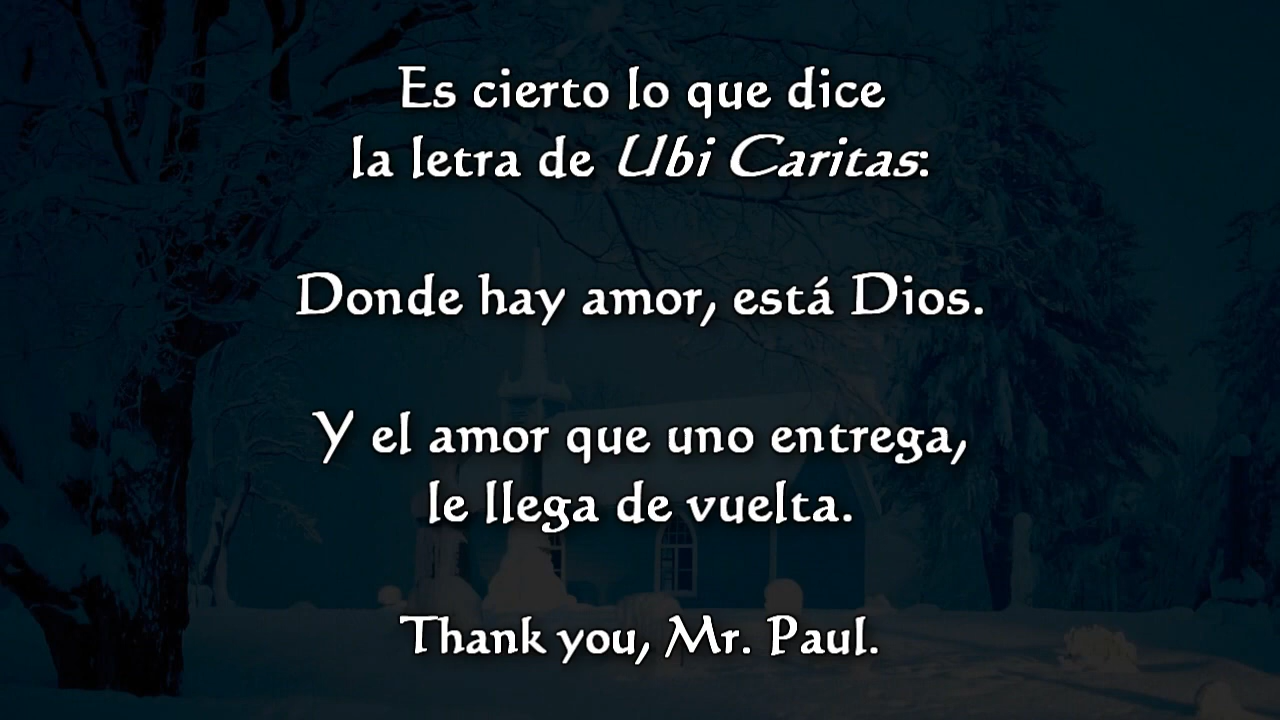 Es cierto lo que dice
la letra de Ubi Caritas:
Donde hay amor, está Dios.
Y el amor que uno entrega,
le llega de vuelta.
Thank you, Mr. Paul.